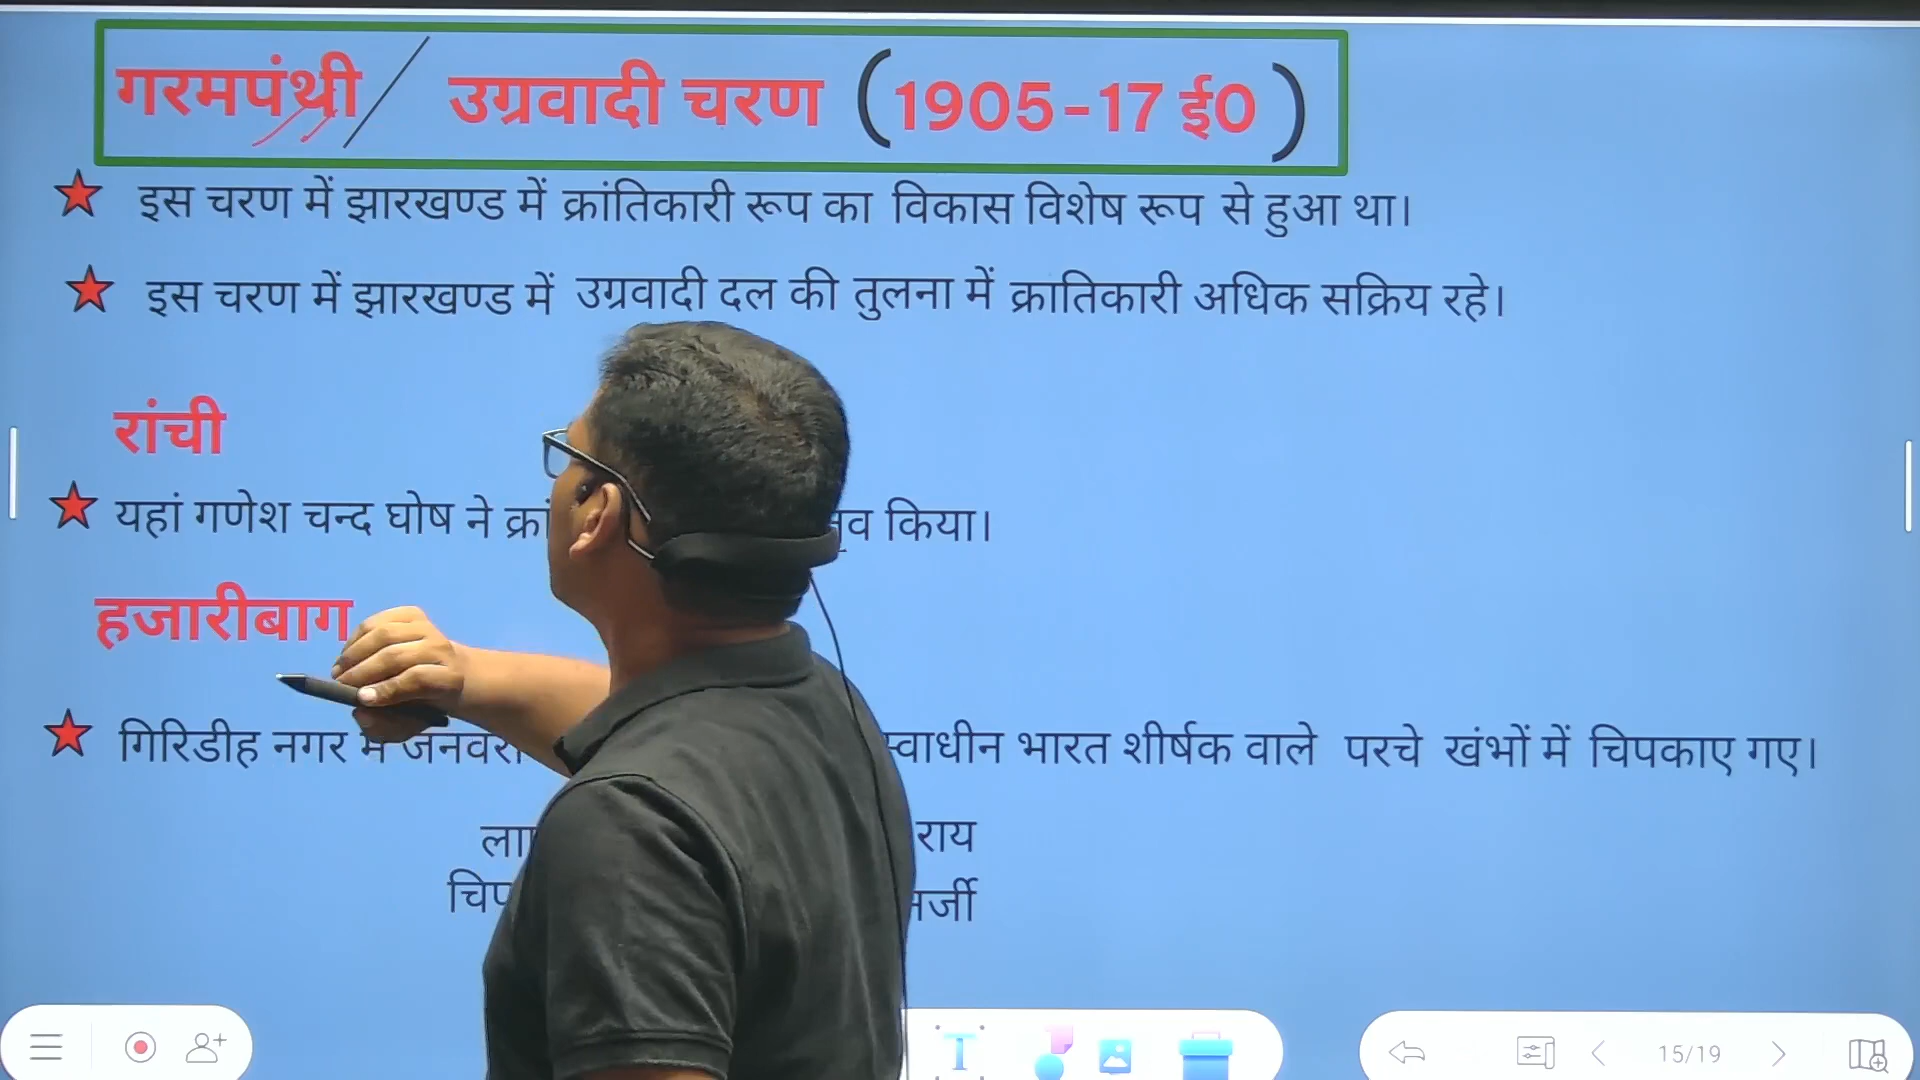 गरमपंथी/ उग्रवादी चरण (1905-17 ई0)
इस चरण में झारखण्ड में क्रांतिकारी रूप का विकास विशेष रूप से हुआ था।
इस चरण में झारखण्ड में उग्रवादी दल की तुलना में क्रातिकारी अधिक सक्रिय रहे।
रांची
यहां गणेश चन्द घोष ने किया।
हजारीबाग
गिरिडीह नगर में भारत शीर्षक वाले परचे खंभों में चिपकाए गए।
राय
T
15/19